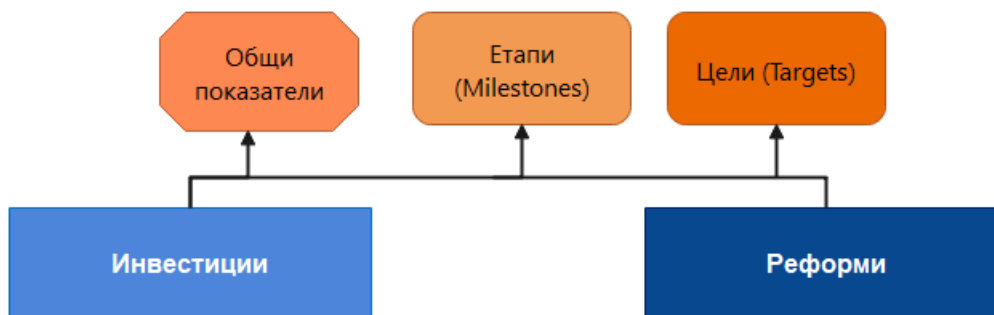 Общи
показатели
Етапи
(Milestones)
Цели (Targets)
Инвестиции
Реформи